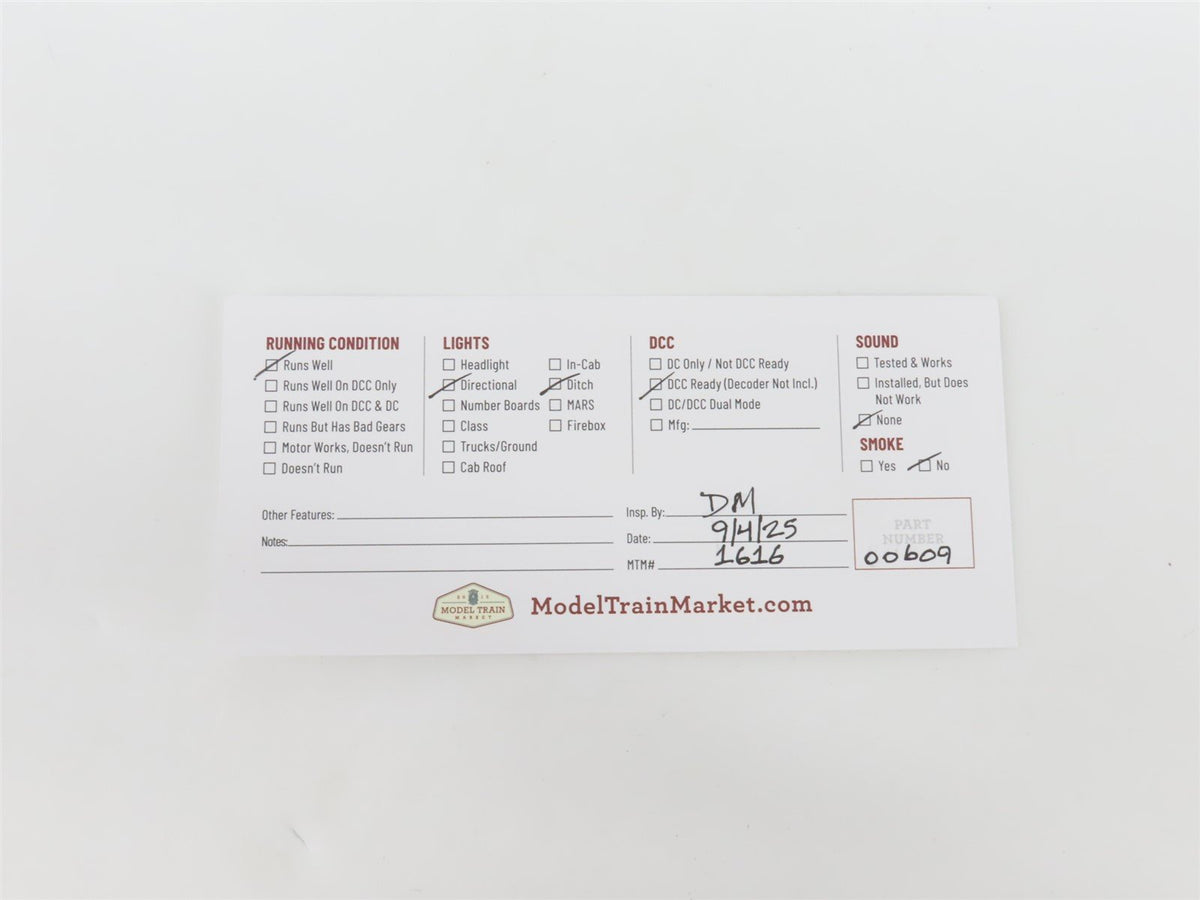 RUNNING CONDITION
Runs Well
Runs Well On DCC Only
Runs Well On DCC & DC
Runs But Has Bad Gears
Motor Works, Doesn't Run
Doesn't Run
LIGHTS
Headlight
Directional
Number Boards
Class
Trucks/Ground
Cab Roof
In-Cab
Ditch
MARS
Firebox
DCC
DC Only / Not DCC Ready
DCC Ready (Decoder Not Incl.)
DC/DCC Dual Mode
Mfg:
SOUND
Tested & Works
Installed, But Does
Not Work
None
SMOKE
Yes No
Other Features:
Notes:
Insp. By: DM
Date: 9/4/25
MTM# 1616
PART
NUMBER
00609
2012
MODEL TRAIN
MARKET
ModelTrainMarket.com